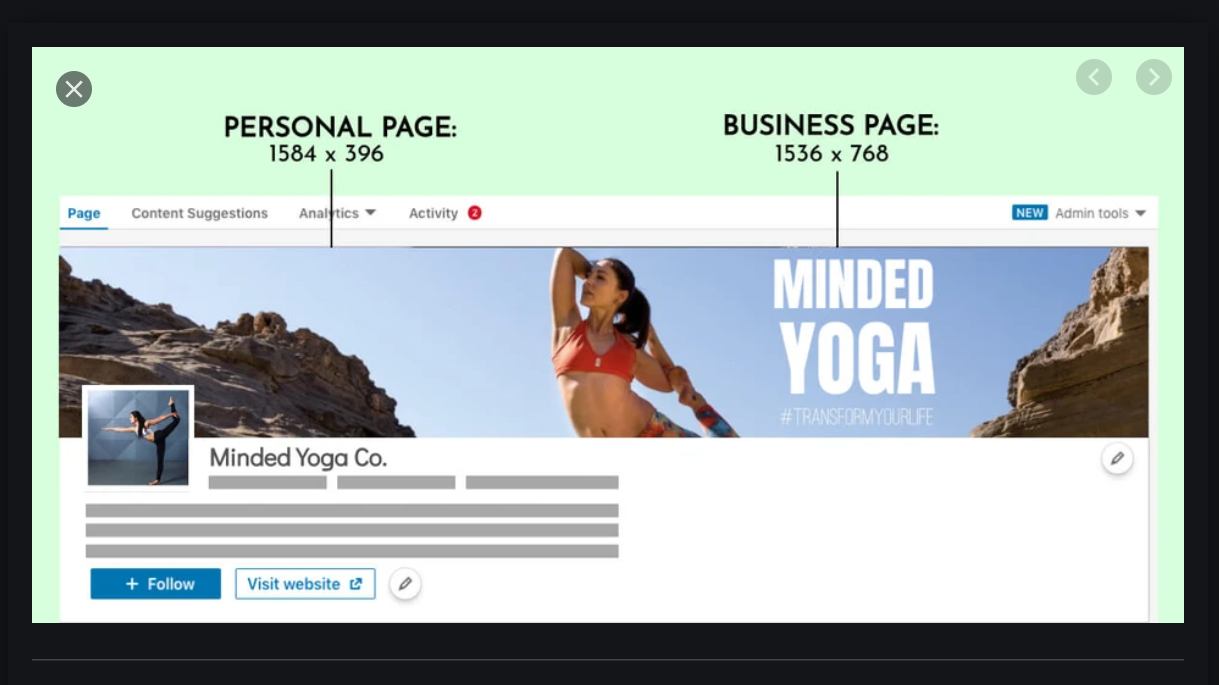 PERSONAL PAGE:
1584 x 396
BUSINESS PAGE:
1536 x 768
Page Content Suggestions Analytics Activity 2 NEW Admin tools
MINDED
YOGA
#TRANSFORMYOURLIFE
Minded Yoga Co.
+ Follow Visit website